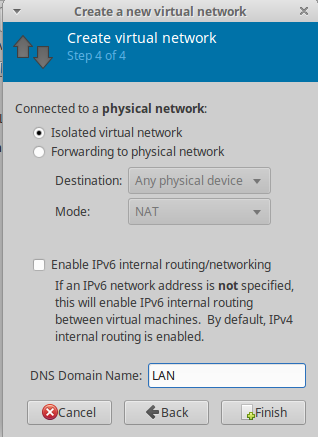 Create a new virtual network
Create virtual network
Step 4 of 4
Connected to a physical network:
Isolated virtual network
Forwarding to physical network
Destination: Any physical device
Mode: NAT
Enable IPv6 internal routing/networking
If an IPv6 network address is not specified,
this will enable IPv6 internal routing
between virtual machines. By default, IPv4
internal routing is enabled.
DNS Domain Name: LAN
Cancel Back Finish